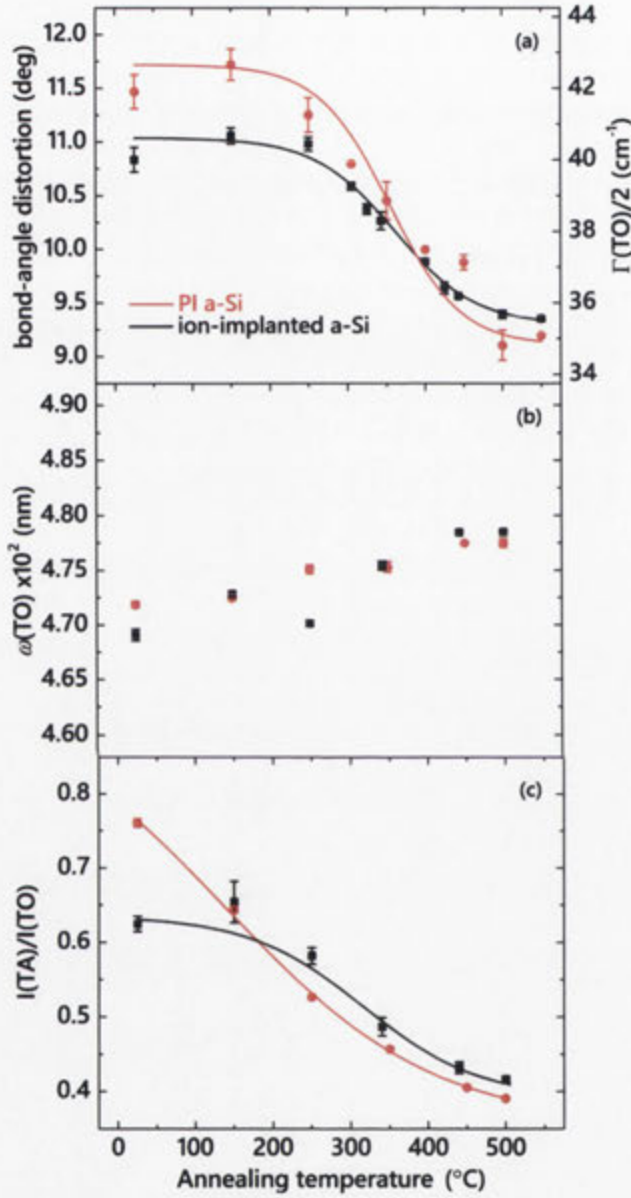 (a)
12.0
11.5
11.0
10.5
10.0
9.5
9.0
bond-angle distortion (deg)
44
42
40
38
36
34
Γ(TO)/2 (cm⁻¹)
PI a-Si
ion-implanted a-Si
(b)
4.90
4.85
4.80
4.75
4.70
4.65
4.60
ω(TO) x10² (nm)
(c)
0.8
0.7
0.6
0.5
0.4
I(TA)/I(TO)
0 100 200 300 400 500
Annealing temperature (°C)